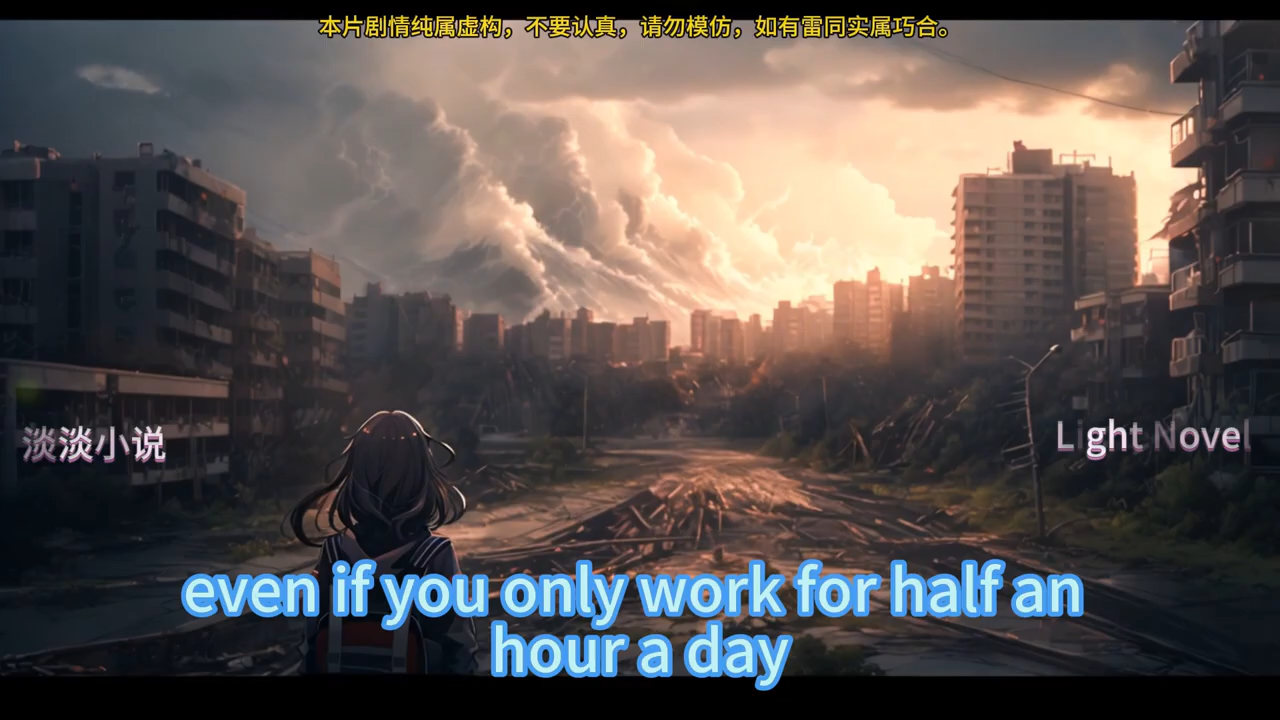 本片剧情纯属虚构，不要认真，请勿模仿，如有雷同实属巧合。
淡淡小说
Light Novel
even if you only work for half an
hour a day